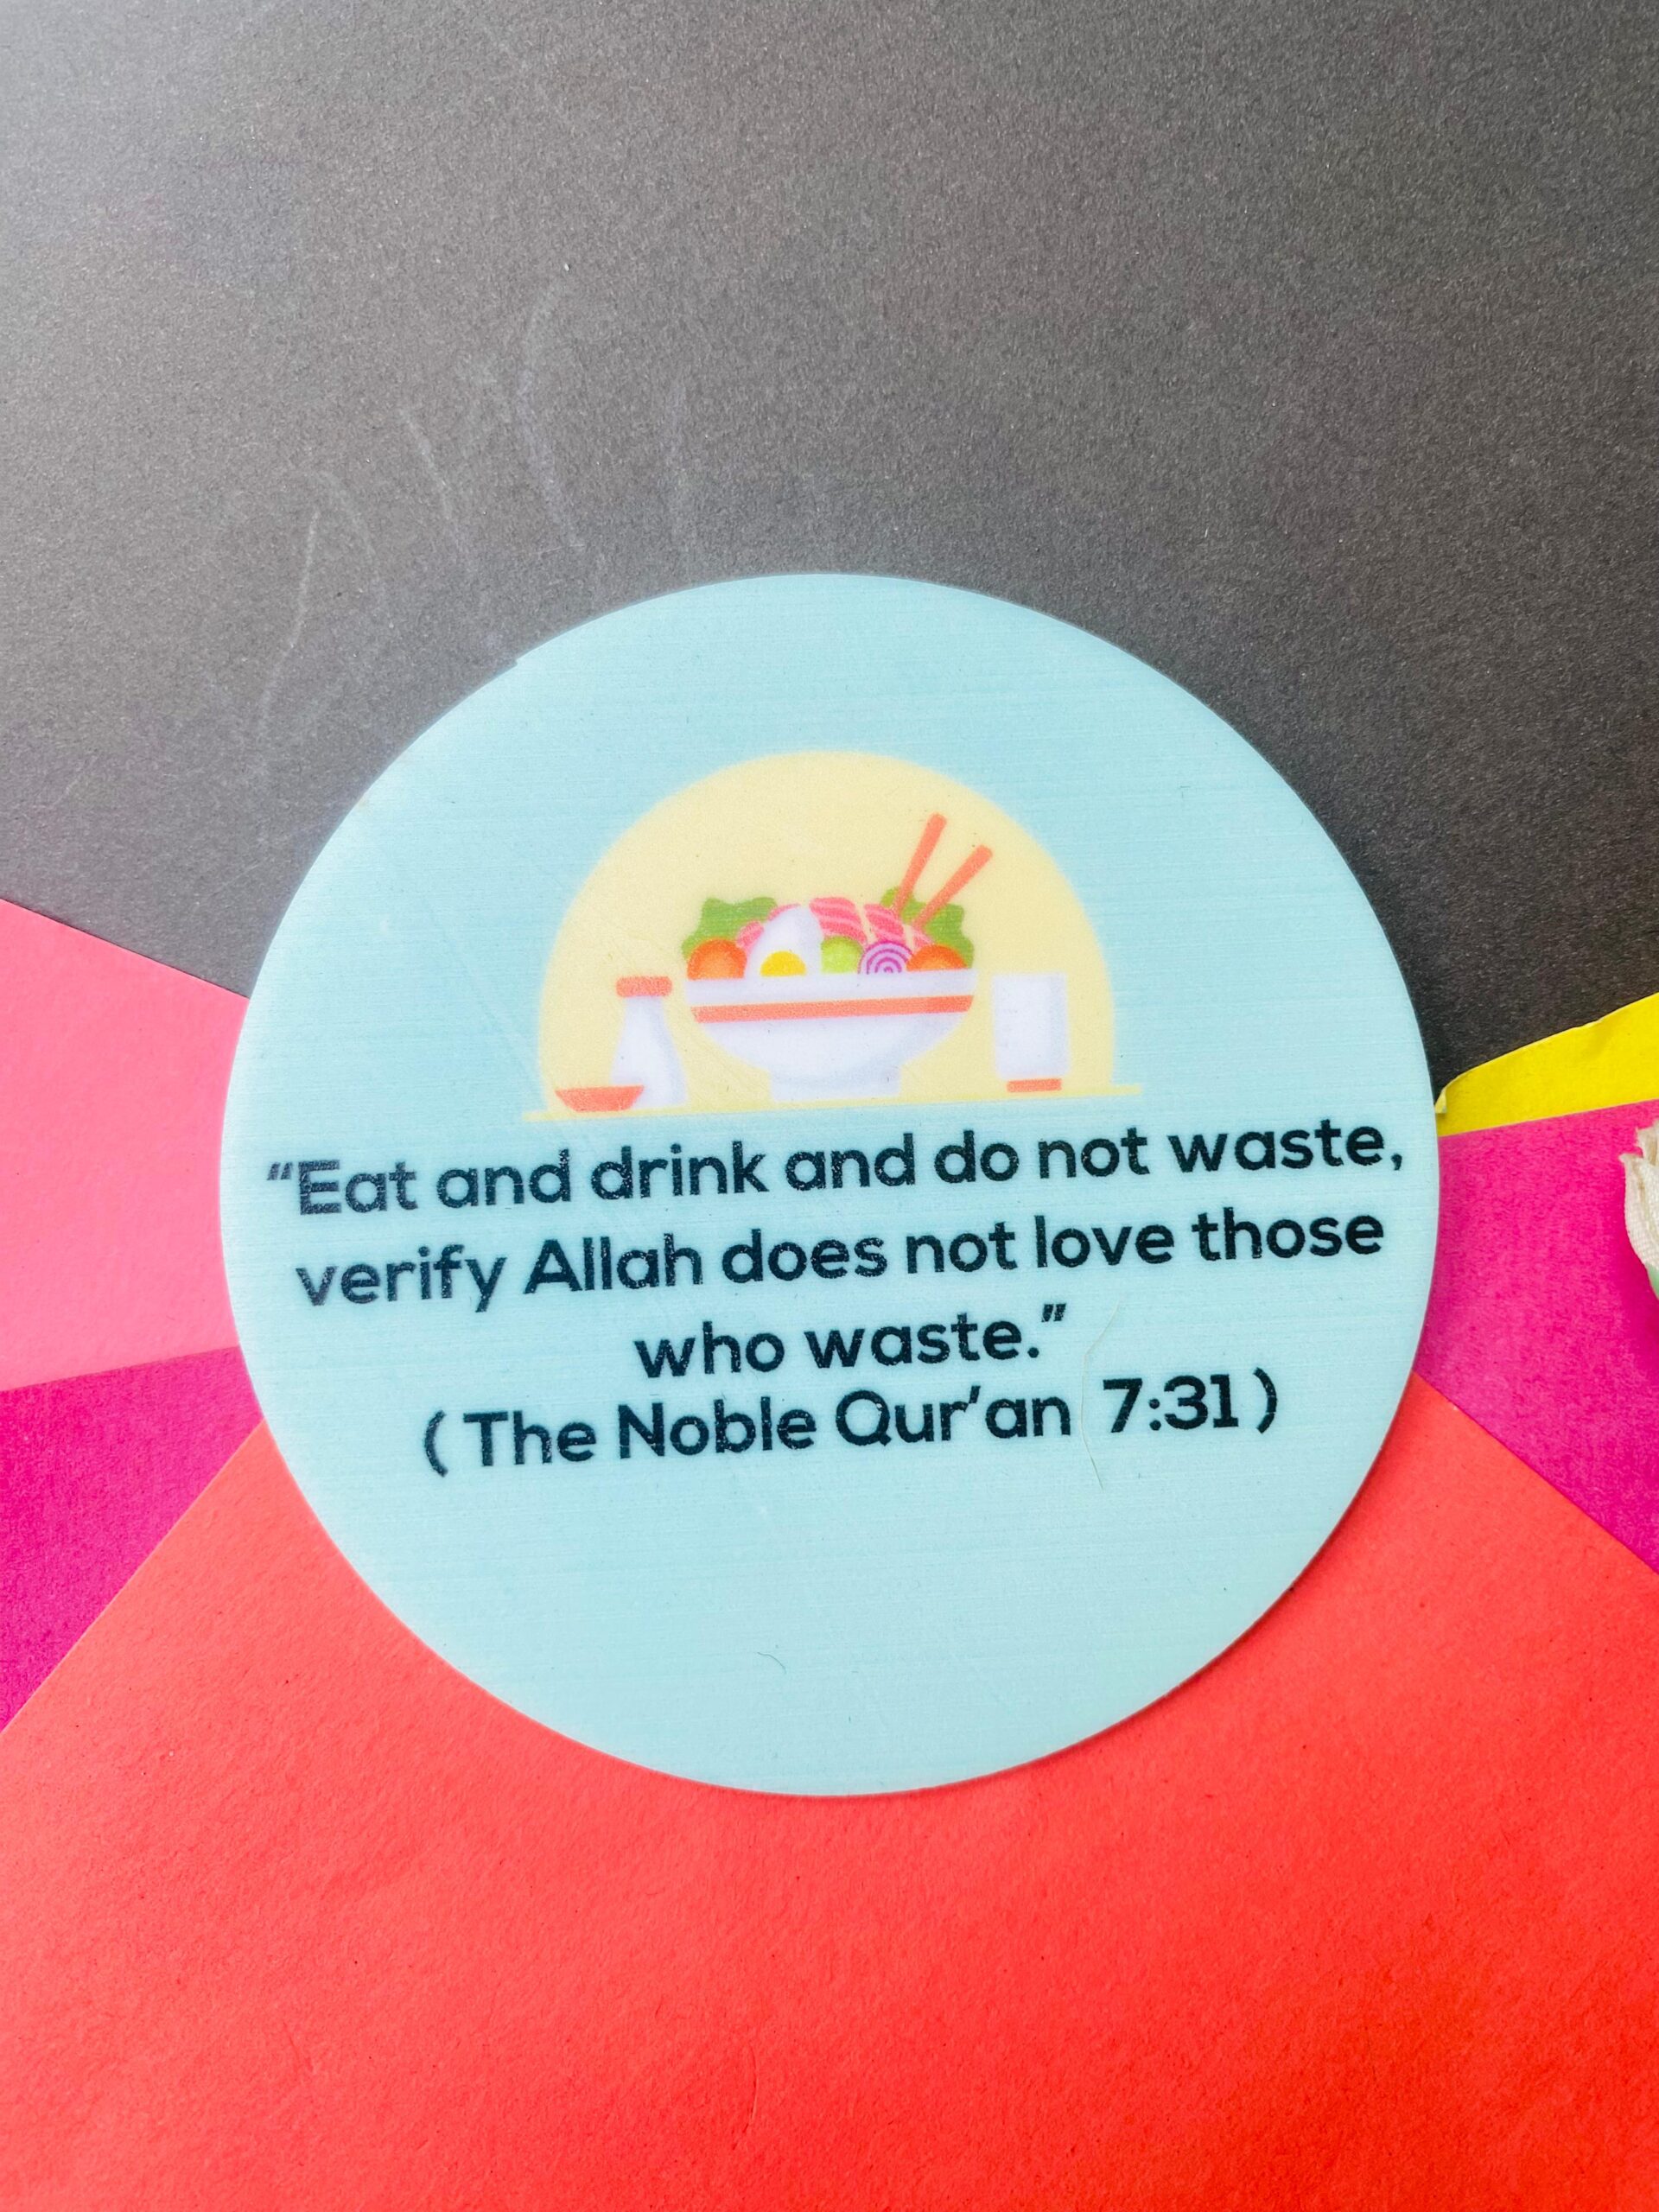 “Eat and drink and do not waste,
verify Allah does not love those
who waste.”
( The Noble Qur’an 7:31 )